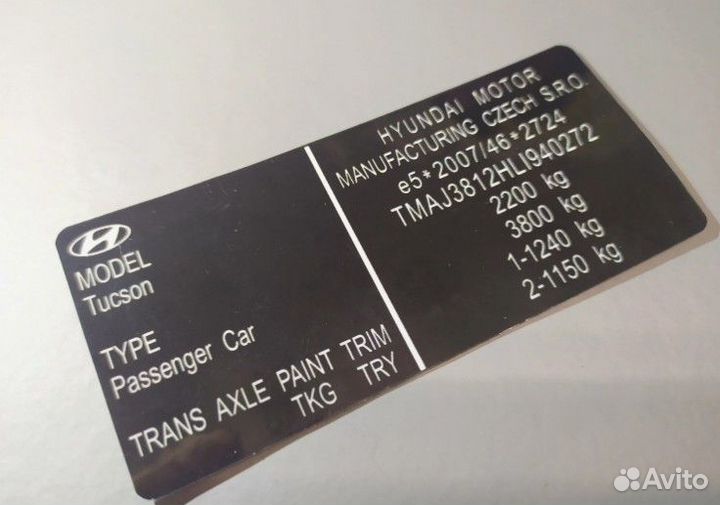 MODEL
Tucson
TYPE
Passenger Car
TRANS AXLE PAINT TRIM
TKG TRY
HYUNDAI MOTOR
MANUFACTURING CZECH S.R.O.
e5*2007/46*2724
TMAJ3812HLI940272
2200 kg
3800 kg
1-1240 kg
2-1150 kg
Avito